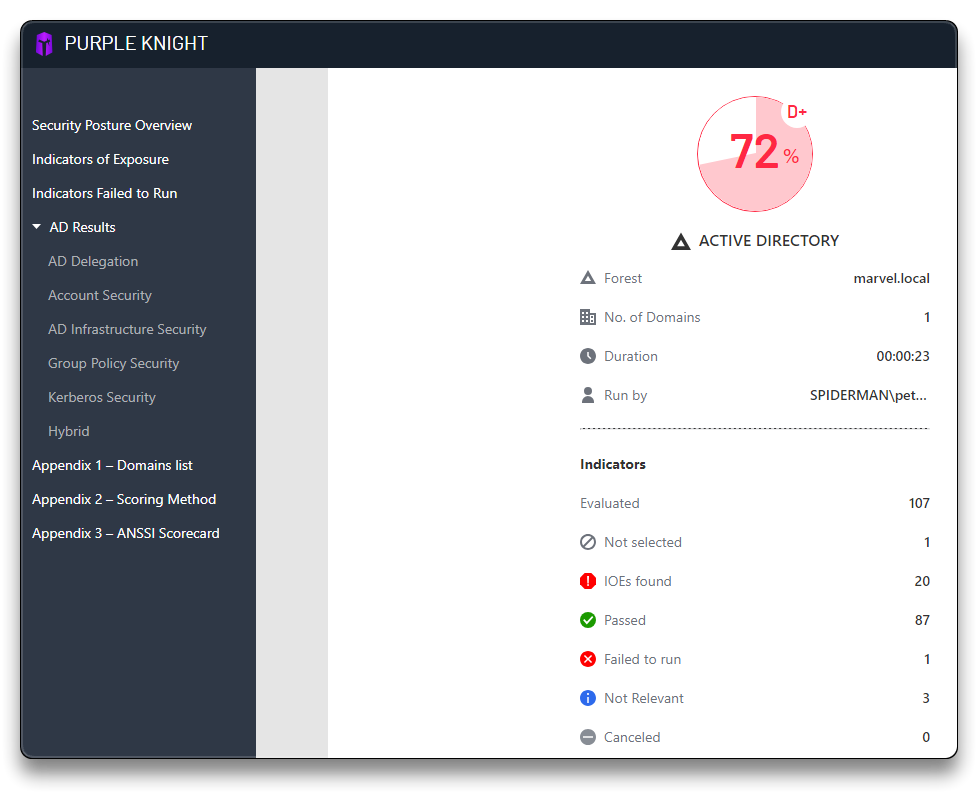 PURPLE KNIGHT
Security Posture Overview
Indicators of Exposure
Indicators Failed to Run
AD Results
AD Delegation
Account Security
AD Infrastructure Security
Group Policy Security
Kerberos Security
Hybrid
Appendix 1 – Domains list
Appendix 2 – Scoring Method
Appendix 3 – ANSSI Scorecard
D+
72 %
ACTIVE DIRECTORY
Forest marvel.local
No. of Domains 1
Duration 00:00:23
Run by SPIDERMAN\pet...
Indicators
Evaluated 107
Not selected 1
IOEs found 20
Passed 87
Failed to run 1
Not Relevant 3
Canceled 0